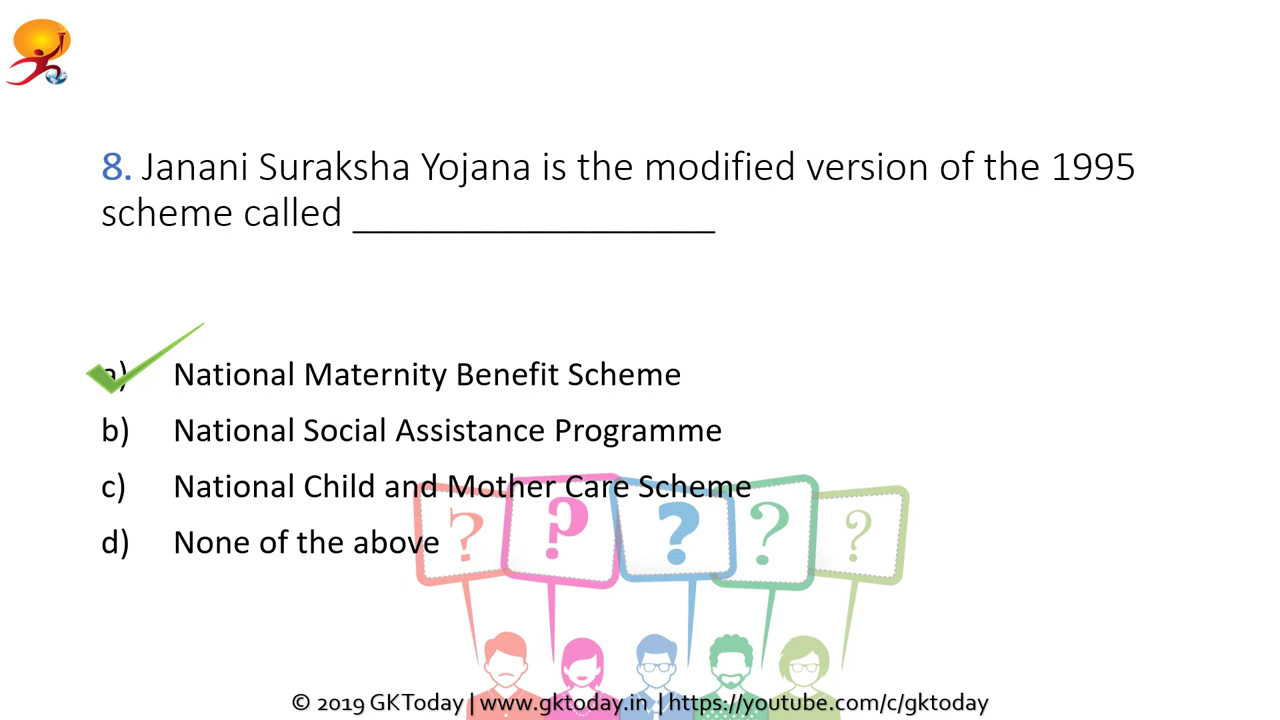 8. Janani Suraksha Yojana is the modified version of the 1995
scheme called __________________
a) National Maternity Benefit Scheme
b) National Social Assistance Programme
c) National Child and Mother Care Scheme
d) None of the above
? ? ? ? ?
© 2019 GKToday | www.gktoday.in | https://youtube.com/c/gktoday